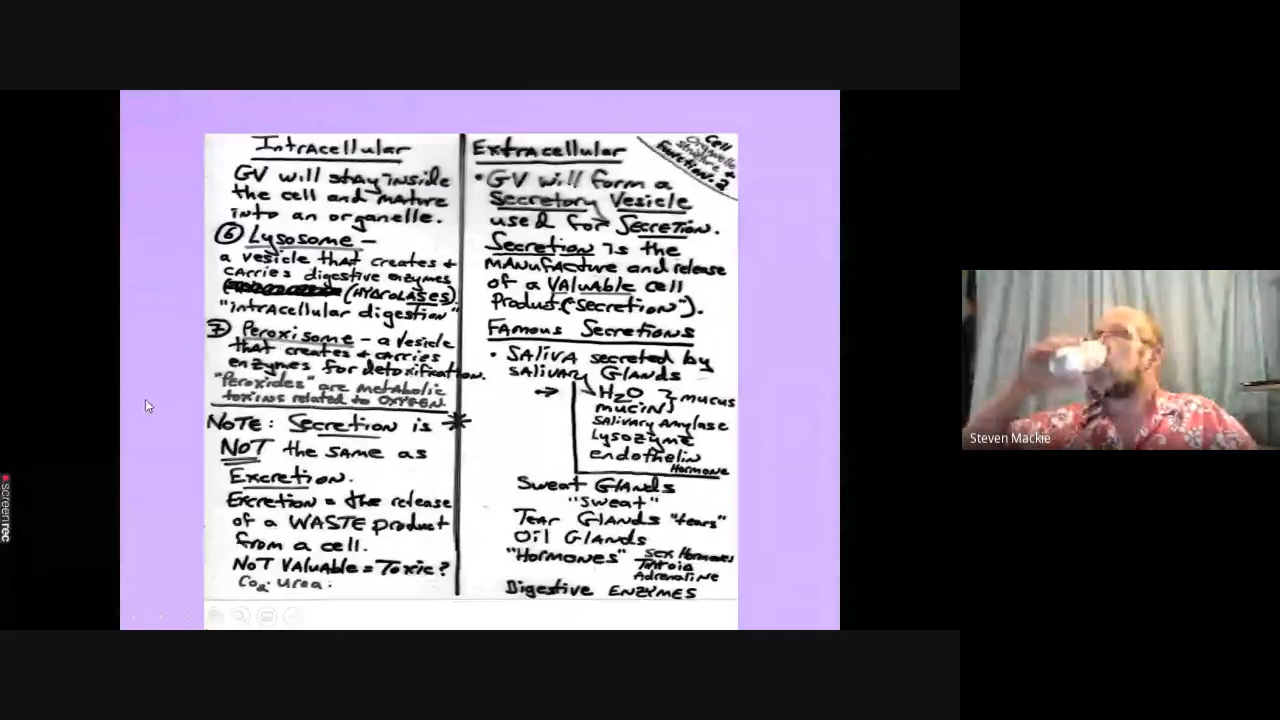 Intracellular
GV will stay inside
the cell and mature
into an organelle.
⑥ Lysosome -
a vesicle that creates +
carries digestive enzymes
(HYDROLASES)
"intracellular digestion"
⑦ Peroxisome - a vesicle
that creates + carries
enzymes for detoxification.
"Peroxides" are metabolic
toxins related to OXYGEN
NOTE: Secretion is
NOT the same as
Excretion.
Excretion = the release
of a WASTE product
from a cell.
NOT VALUABLE = Toxic?
CO2. urea.
Extracellular
Cell
Organelle
Structure +
Function. 2
• GV will form a
Secretory Vesicle
used for Secretion.
Secretion is the
MANUFACTURE and release
of a VALUABLE cell
Product ("secretion").
Famous Secretions
• SALIVA secreted by
SALIVARY Glands
→ H2O } mucus
mucin
SALIVARY Amylase
Lysozyme
endothelin
Hormone
Sweat Glands
"Sweat"
Tear Glands "tears"
Oil Glands
"Hormones" Sex Hormones
Thyroid
Adrenaline
Digestive ENZYMES
Steven Mackie
screenrec